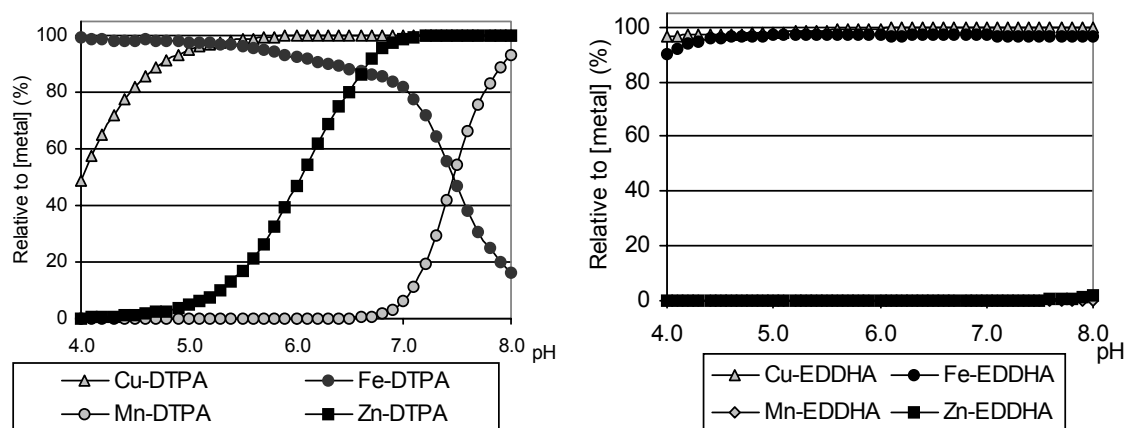 Relative to [metal] (%)
100
80
60
40
20
0
4.0 5.0 6.0 7.0 8.0
pH
Cu-DTPA Fe-DTPA
Mn-DTPA Zn-DTPA
Relative to [metal] (%)
100
80
60
40
20
0
4.0 5.0 6.0 7.0 8.0
pH
Cu-EDDHA Fe-EDDHA
Mn-EDDHA Zn-EDDHA